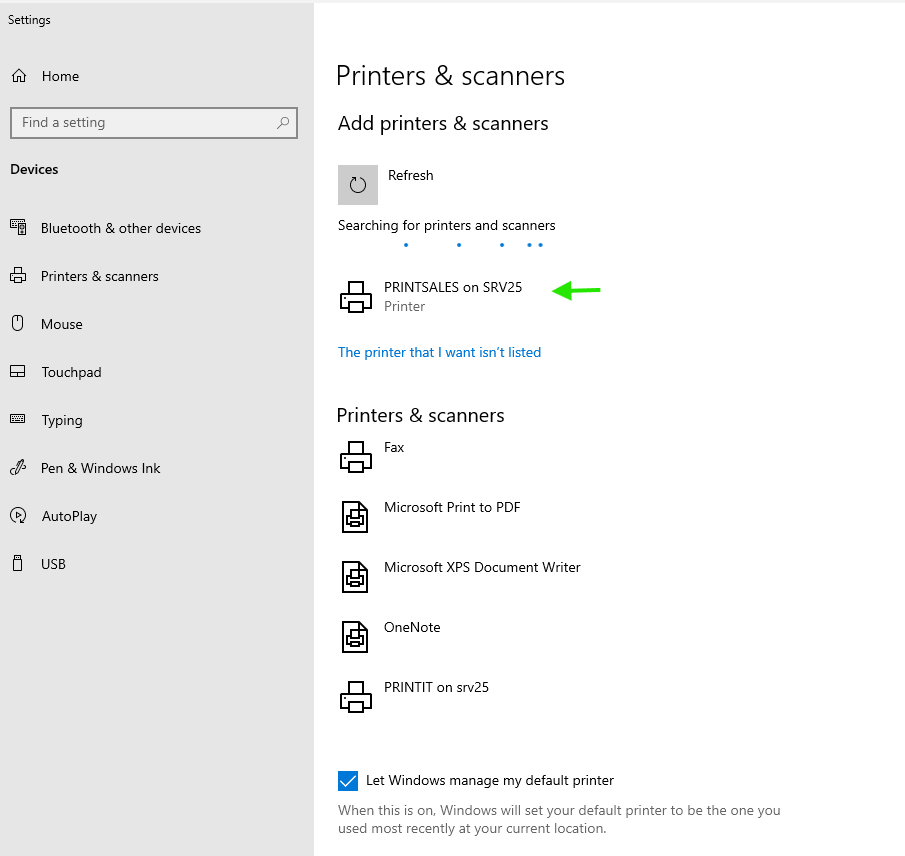 Settings
Home
Find a setting
Devices
Bluetooth & other devices
Printers & scanners
Mouse
Touchpad
Typing
Pen & Windows Ink
AutoPlay
USB
Printers & scanners
Add printers & scanners
Refresh
Searching for printers and scanners
PRINTSALES on SRV25
Printer
The printer that I want isn't listed
Printers & scanners
Fax
Microsoft Print to PDF
Microsoft XPS Document Writer
OneNote
PRINTIT on srv25
Let Windows manage my default printer
When this is on, Windows will set your default printer to be the one you
used most recently at your current location.